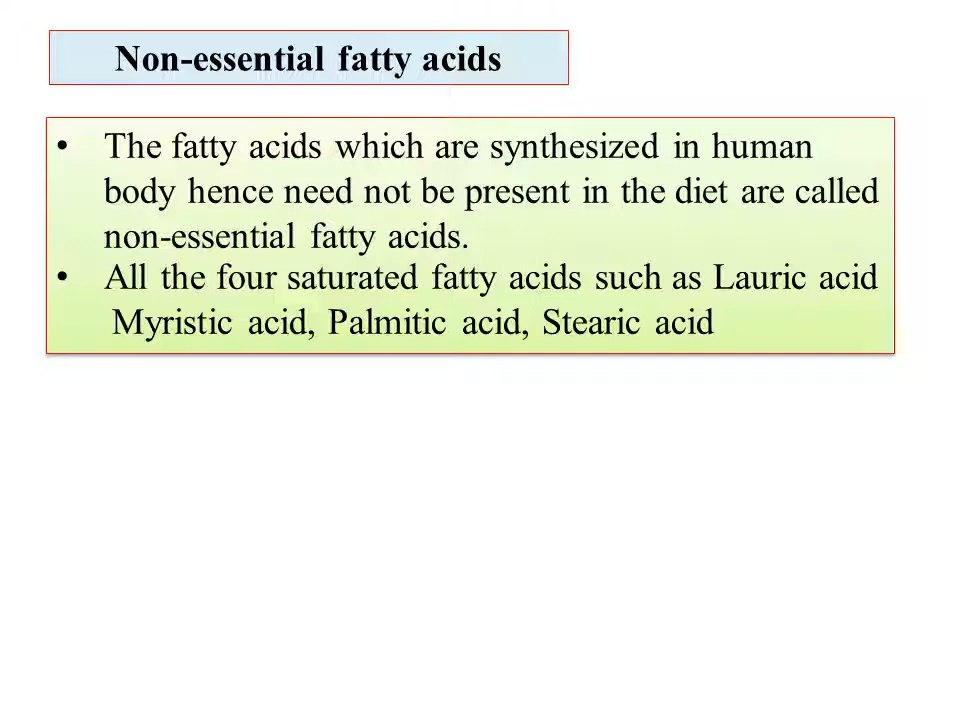 Non-essential fatty acids
• The fatty acids which are synthesized in human
body hence need not be present in the diet are called
non-essential fatty acids.
• All the four saturated fatty acids such as Lauric acid
Myristic acid, Palmitic acid, Stearic acid